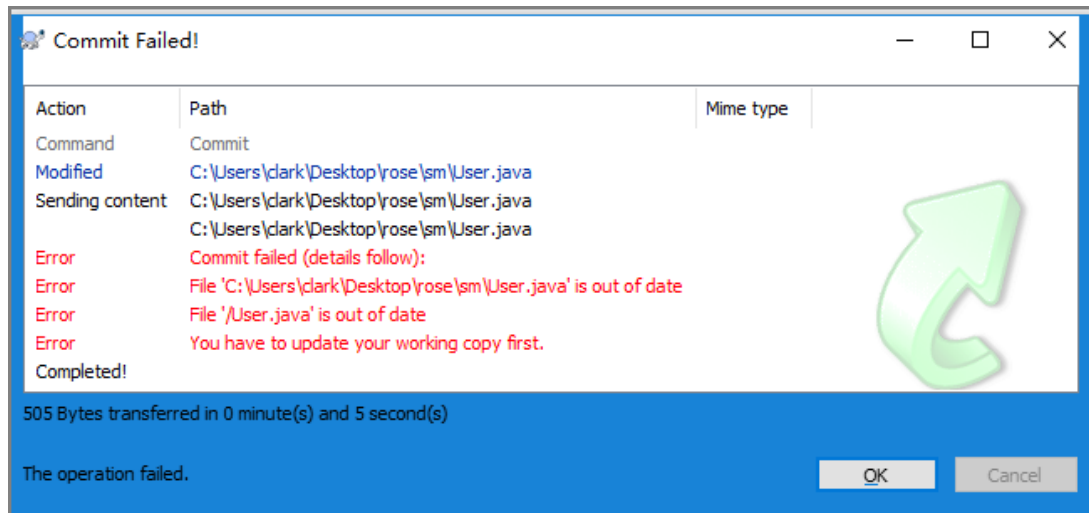 Commit Failed!
Action Path Mime type
Command Commit
Modified C:\Users\clark\Desktop\rose\sm\User.java
Sending content C:\Users\clark\Desktop\rose\sm\User.java
C:\Users\clark\Desktop\rose\sm\User.java
Error Commit failed (details follow):
Error File 'C:\Users\clark\Desktop\rose\sm\User.java' is out of date
Error File '/User.java' is out of date
Error You have to update your working copy first.
Completed!
505 Bytes transferred in 0 minute(s) and 5 second(s)
The operation failed.
OK Cancel